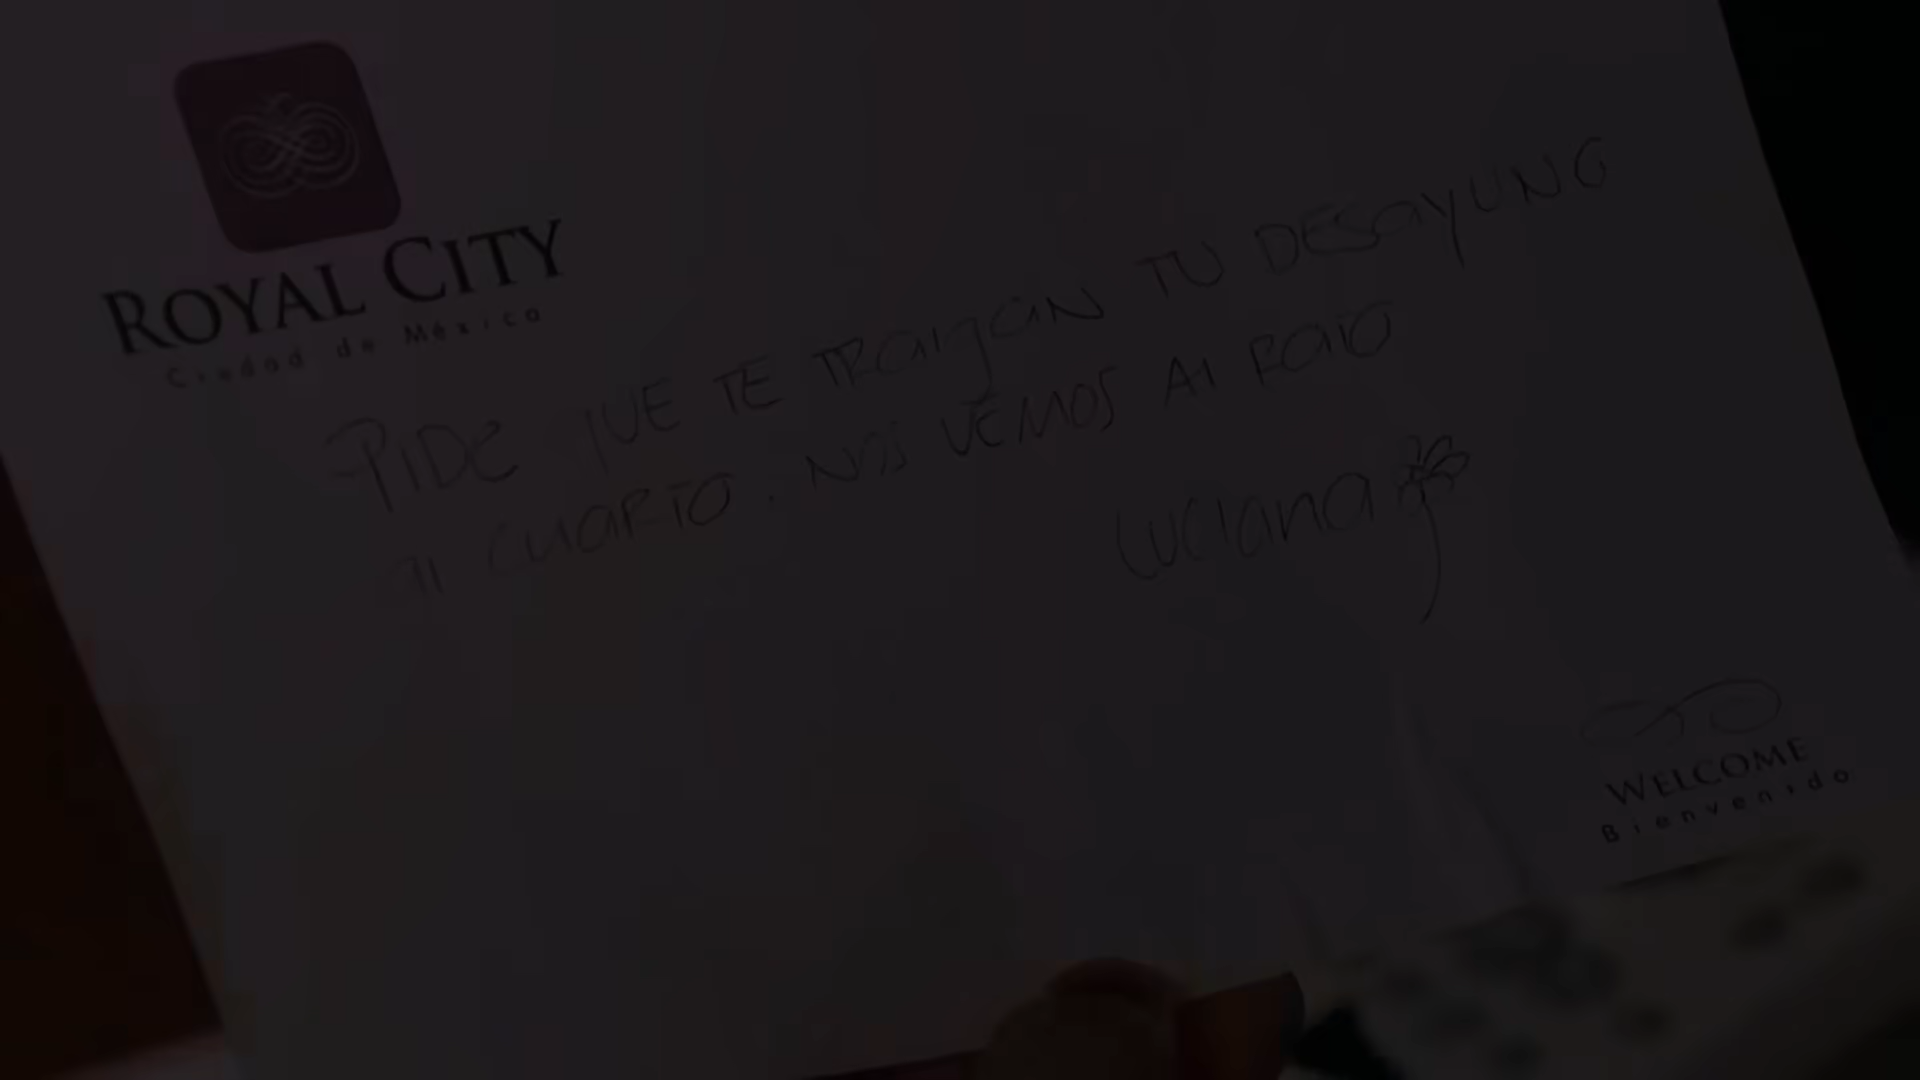 ROYAL CITY
Ciudad de México
PIDE QUE TE TRAIGAN TU DESAYUNO
AL CUARTO. NOS VEMOS AL RATO
LUCIANA
WELCOME
Bienvenido